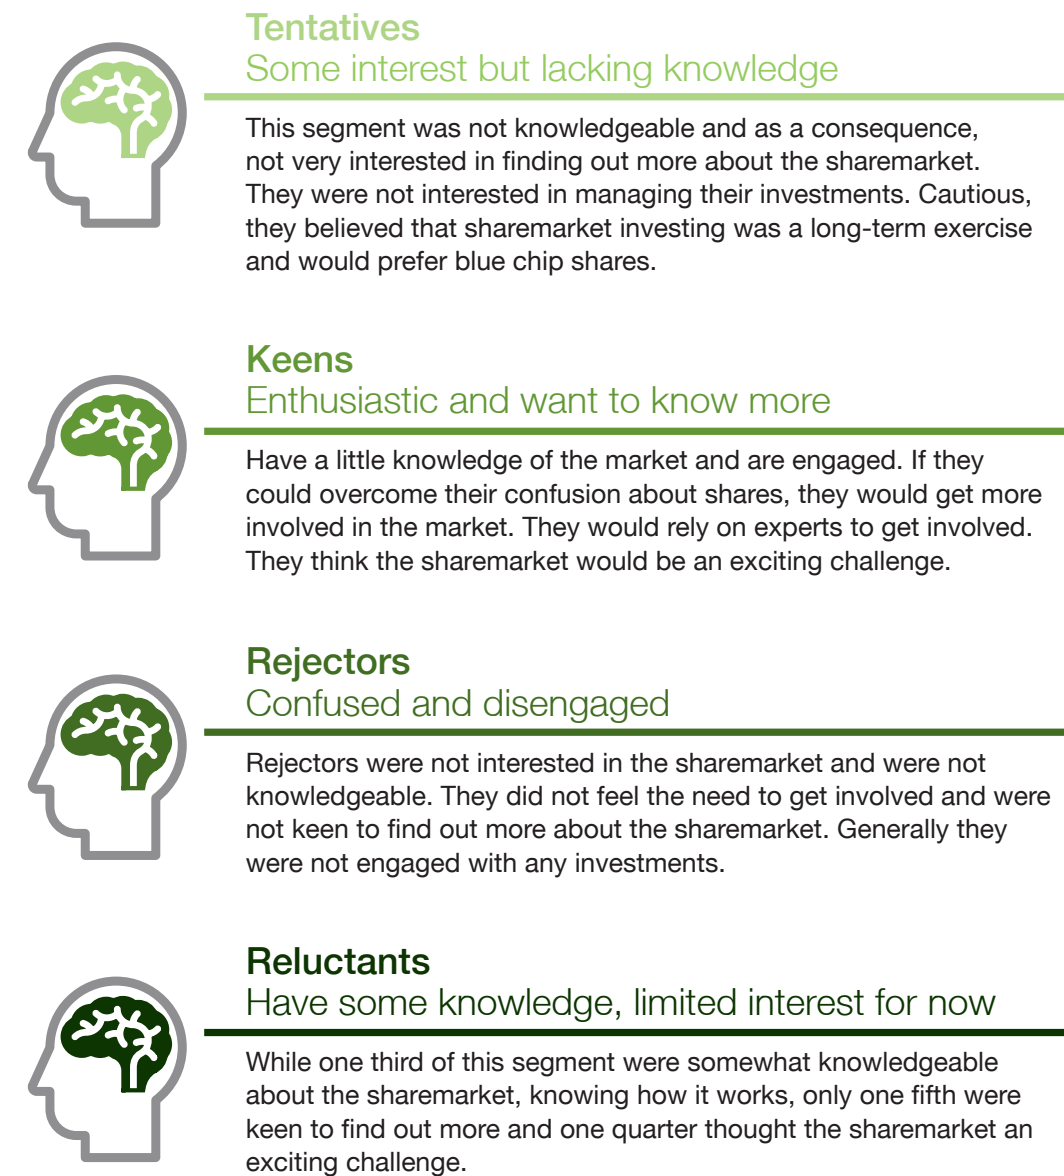 Tentatives
Some interest but lacking knowledge
This segment was not knowledgeable and as a consequence,
not very interested in finding out more about the sharemarket.
They were not interested in managing their investments. Cautious,
they believed that sharemarket investing was a long-term exercise
and would prefer blue chip shares.
Keens
Enthusiastic and want to know more
Have a little knowledge of the market and are engaged. If they
could overcome their confusion about shares, they would get more
involved in the market. They would rely on experts to get involved.
They think the sharemarket would be an exciting challenge.
Rejectors
Confused and disengaged
Rejectors were not interested in the sharemarket and were not
knowledgeable. They did not feel the need to get involved and were
not keen to find out more about the sharemarket. Generally they
were not engaged with any investments.
Reluctants
Have some knowledge, limited interest for now
While one third of this segment were somewhat knowledgeable
about the sharemarket, knowing how it works, only one fifth were
keen to find out more and one quarter thought the sharemarket an
exciting challenge.